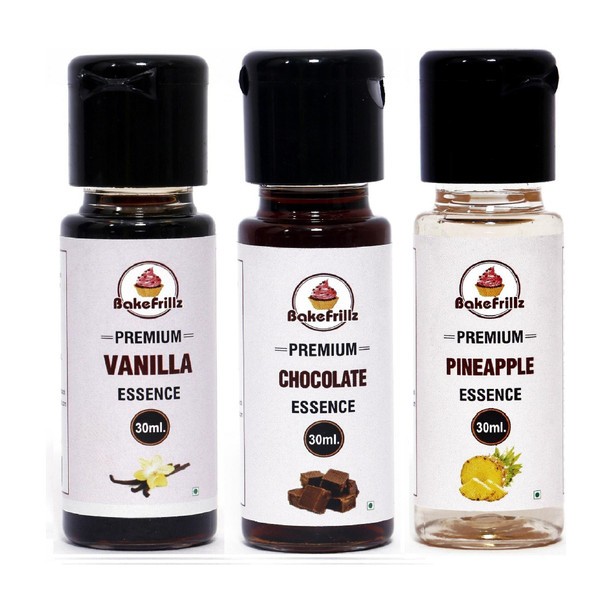 BakeFrillz
PREMIUM
VANILLA
ESSENCE
30ml.
BakeFrillz
PREMIUM
CHOCOLATE
ESSENCE
30ml.
BakeFrillz
PREMIUM
PINEAPPLE
ESSENCE
30ml.